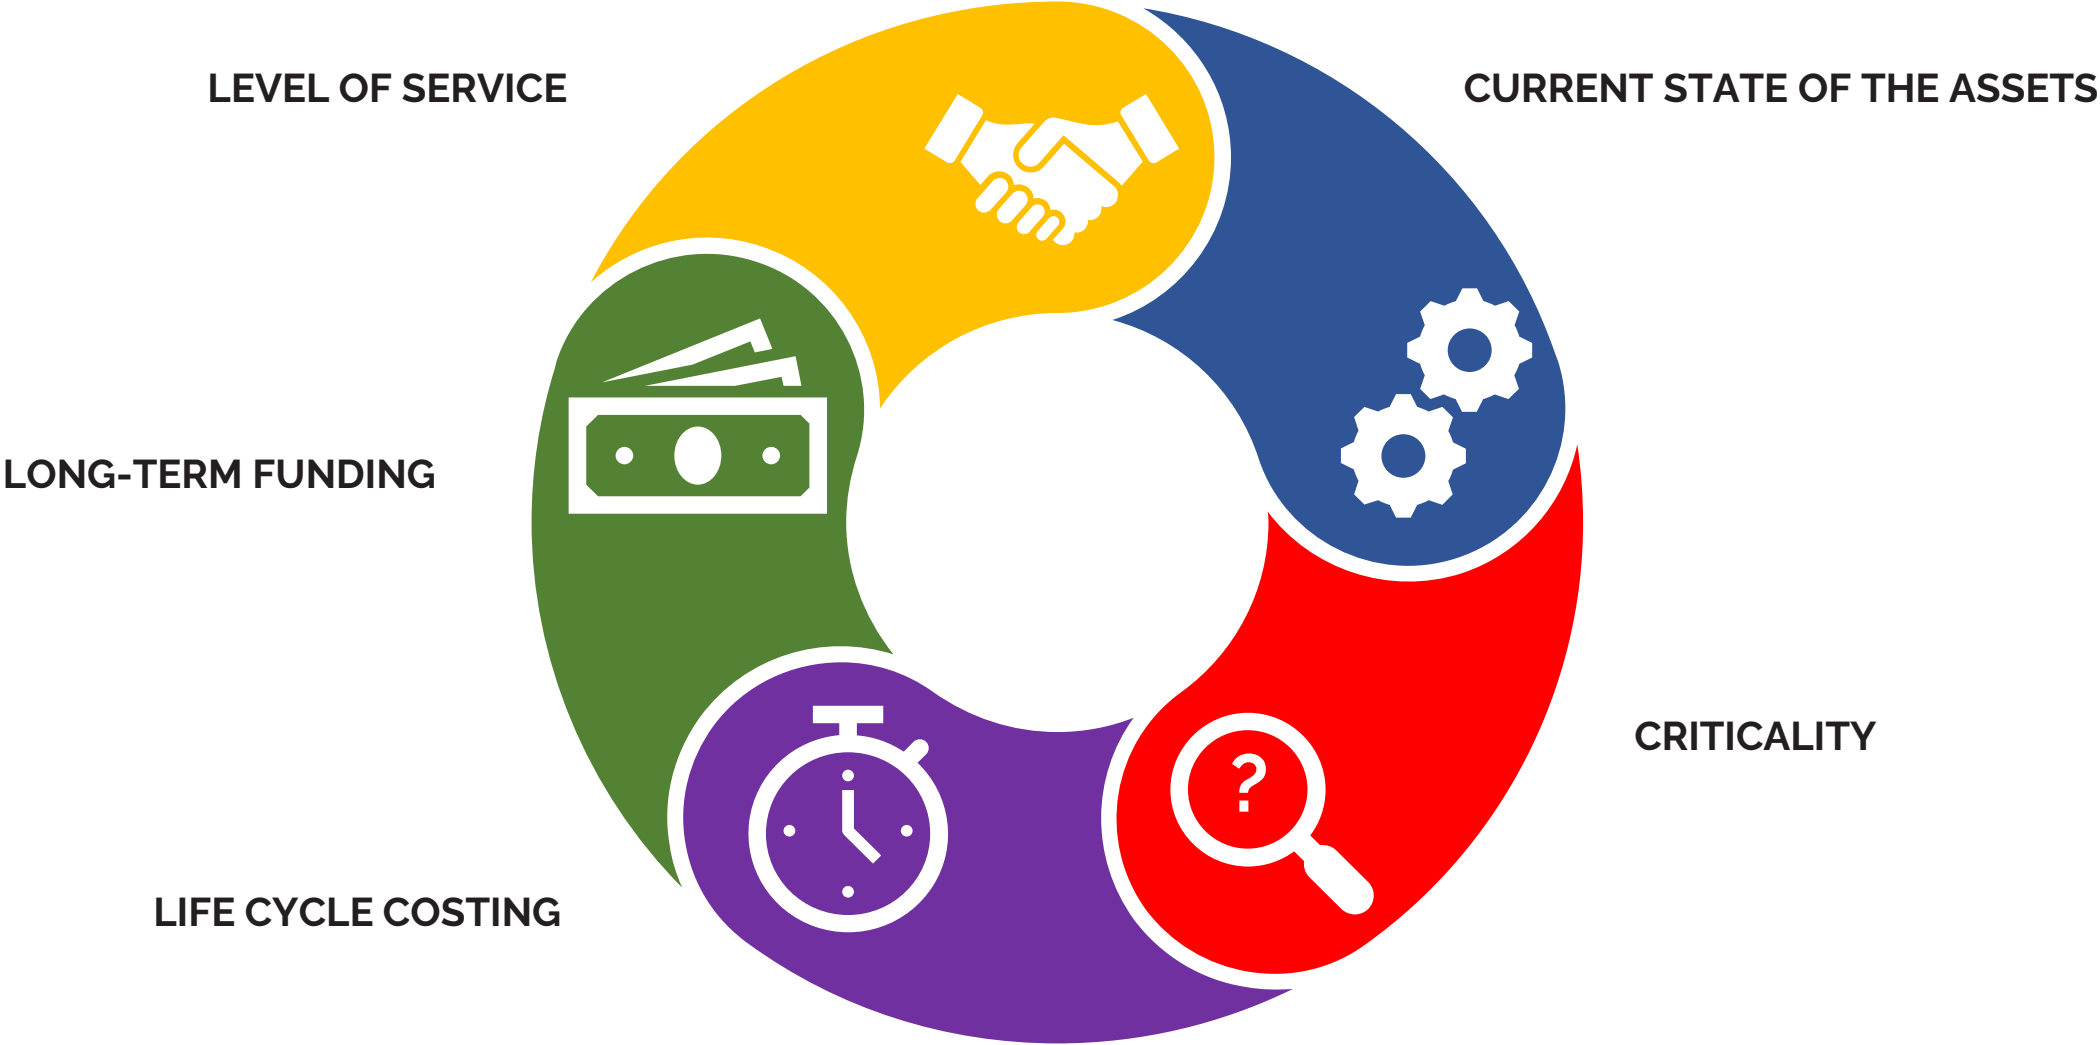 LEVEL OF SERVICE
CURRENT STATE OF THE ASSETS
LONG-TERM FUNDING
?
CRITICALITY
LIFE CYCLE COSTING